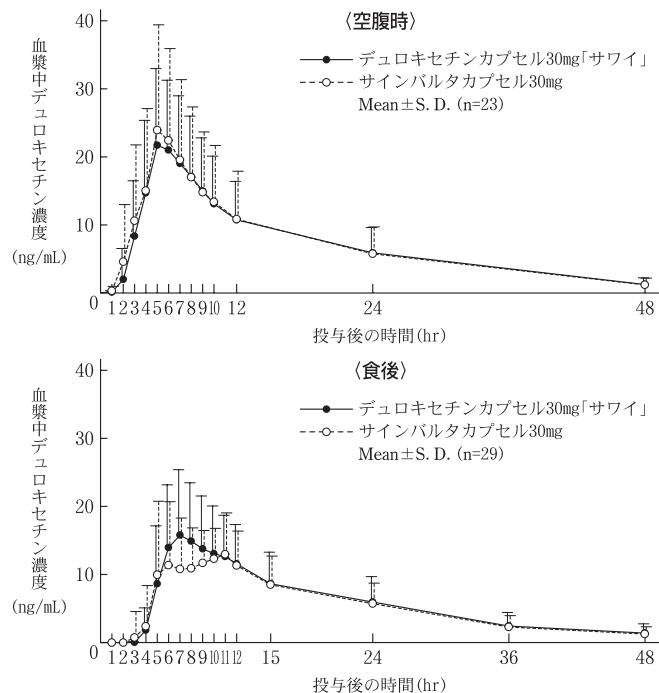 〈空腹時〉
デュロキセチンカプセル30mg「サワイ」
サインバルタカプセル30mg
Mean±S. D. (n=23)
血漿中デュロキセチン濃度
(ng/mL)
40
30
20
10
0
1 2 3 4 5 6 7 8 9 10 12 24 48
投与後の時間(hr)
〈食後〉
デュロキセチンカプセル30mg「サワイ」
サインバルタカプセル30mg
Mean±S. D. (n=29)
血漿中デュロキセチン濃度
(ng/mL)
40
30
20
10
0
1 2 3 4 5 6 7 8 9 10 11 12 15 24 36 48
投与後の時間(hr)